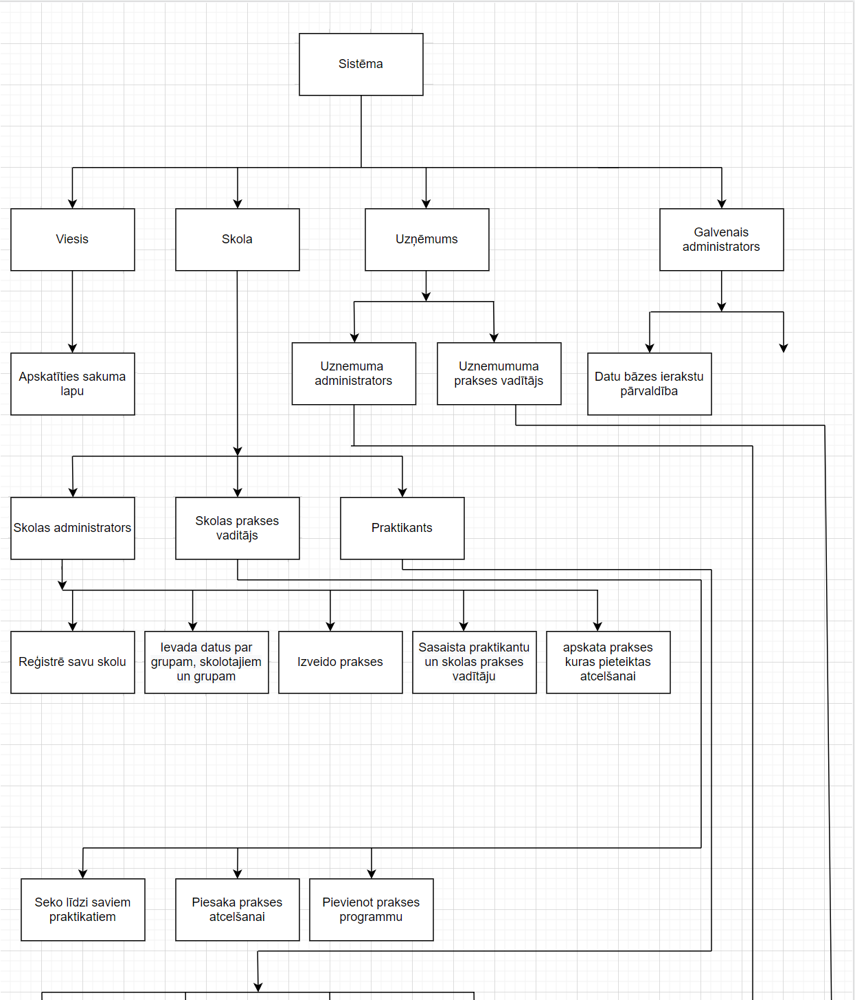 Sistēma
Viesis
Skola
Uzņēmums
Galvenais
administrators
Apskatīties sakuma
lapu
Uznemuma
administrators
Uznemumuma
prakses vadītājs
Datu bāzes ierakstu
pārvaldība
Skolas administrators
Skolas prakses
vaditājs
Praktikants
Reģistrē savu skolu
Ievada datus par
grupam, skolotajiem
un grupam
Izveido prakses
Sasaista praktikantu
un skolas prakses
vadītāju
apskata prakses
kuras pieteiktas
atcelšanai
Seko līdzi saviem
praktikatiem
Piesaka prakses
atcelšanai
Pievienot prakses
programmu